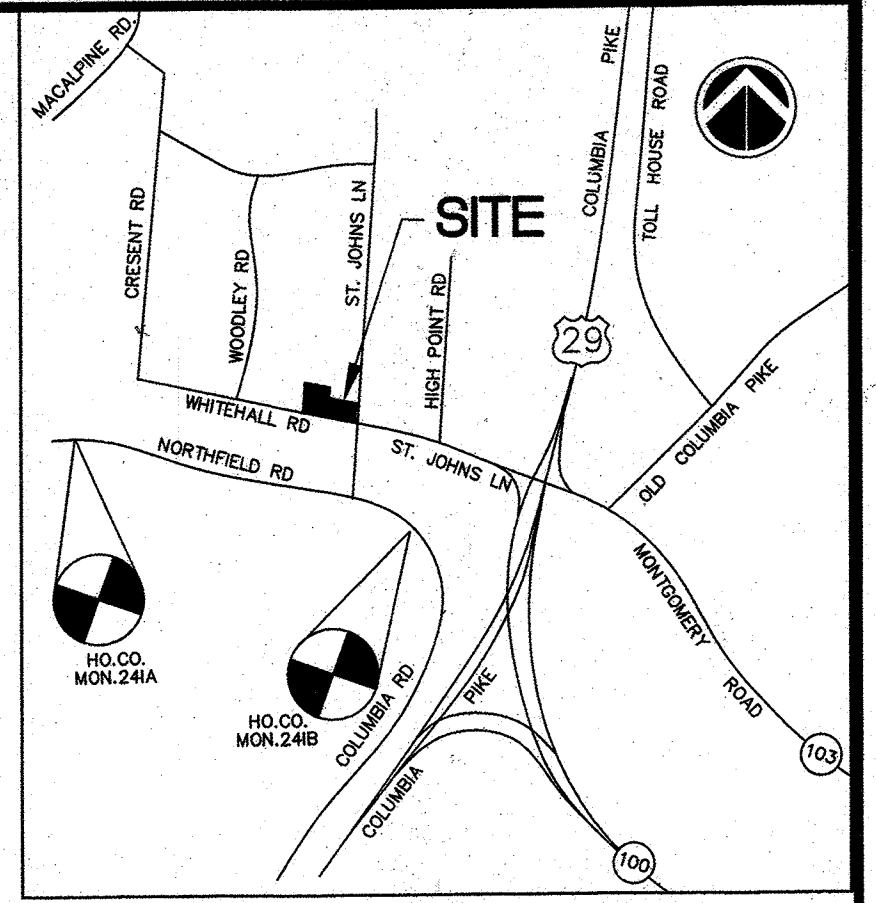 MACALPINE RD.
COLUMBIA PIKE
TOLL HOUSE ROAD
CRESENT RD
WOODLEY RD
ST. JOHNS LN
SITE
HIGH POINT RD
29
WHITEHALL RD
NORTHFIELD RD
ST. JOHNS LN
OLD COLUMBIA PIKE
MONTGOMERY ROAD
HO.CO.
MON.241A
HO.CO.
MON.241B
COLUMBIA RD
COLUMBIA PIKE
103
100